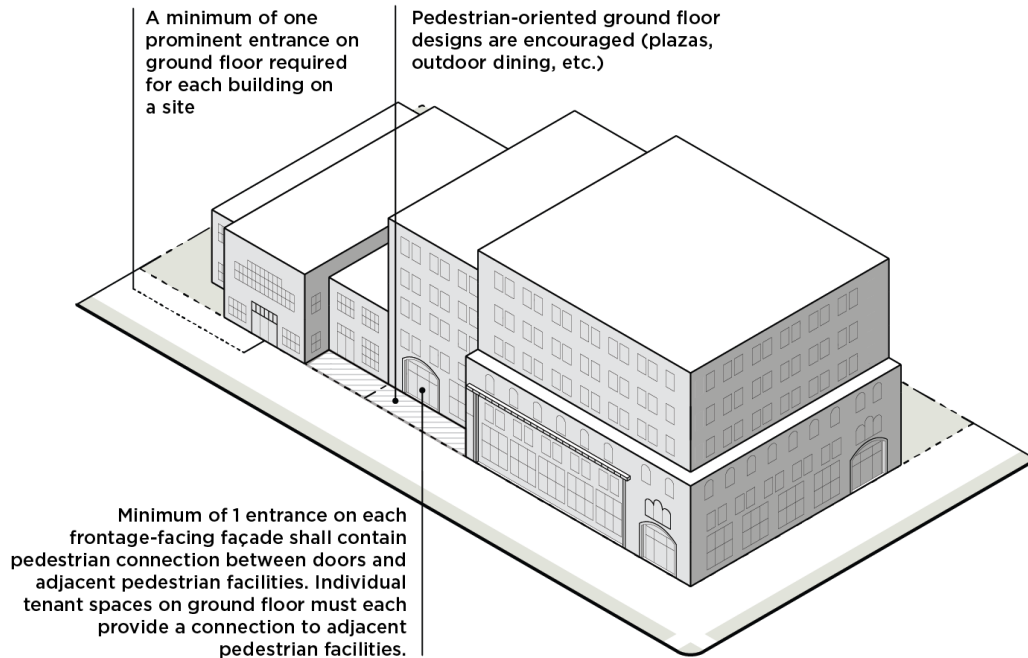 A minimum of one
prominent entrance on
ground floor required
for each building on
a site
Pedestrian-oriented ground floor
designs are encouraged (plazas,
outdoor dining, etc.)
Minimum of 1 entrance on each
frontage-facing façade shall contain
pedestrian connection between doors and
adjacent pedestrian facilities. Individual
tenant spaces on ground floor must each
provide a connection to adjacent
pedestrian facilities.